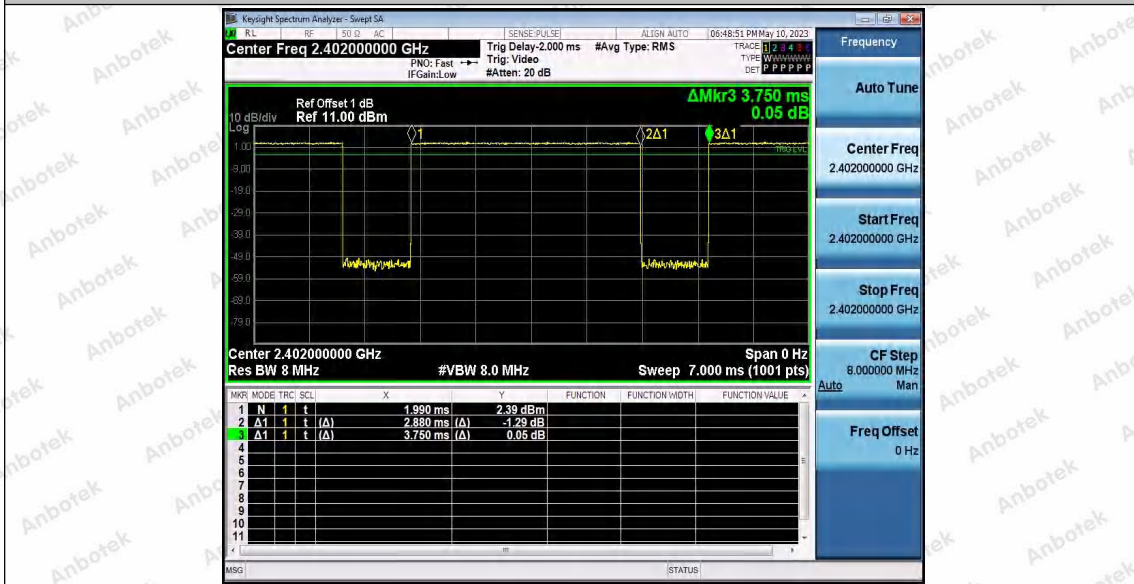 Keysight Spectrum Analyzer - Swept SA
RL RF 50 Ω AC SENSE:PULSE ALIGN AUTO 06:48:51 PM May 10, 2023
Center Freq 2.402000000 GHz
PNO: Fast
IFGain:Low
Trig Delay-2.000 ms
Trig: Video
#Atten: 20 dB
#Avg Type: RMS
TRACE 1 2 3 4 5 6
TYPE WWWWWW
DET P P P P P P
ΔMkr3 3.750 ms
0.05 dB
Ref Offset 1 dB
10 dB/div Ref 11.00 dBm
Log
1 2Δ1 3Δ1
1.00
TRIG LVL
-9.00
-19.0
-29.0
-39.0
-49.0
-59.0
-69.0
-79.0
Center 2.402000000 GHz Span 0 Hz
Res BW 8 MHz #VBW 8.0 MHz Sweep 7.000 ms (1001 pts)
MKR MODE TRC SCL X Y FUNCTION FUNCTION WIDTH FUNCTION VALUE
1 N 1 t 1.990 ms 2.39 dBm
2 Δ1 1 t (Δ) 2.880 ms (Δ) -1.29 dB
3 Δ1 1 t (Δ) 3.750 ms (Δ) 0.05 dB
4
5
6
7
8
9
10
11
MSG STATUS
Frequency
Auto Tune
Center Freq
2.402000000 GHz
Start Freq
2.402000000 GHz
Stop Freq
2.402000000 GHz
CF Step
8.000000 MHz
Auto Man
Freq Offset
0 Hz
Anbotek